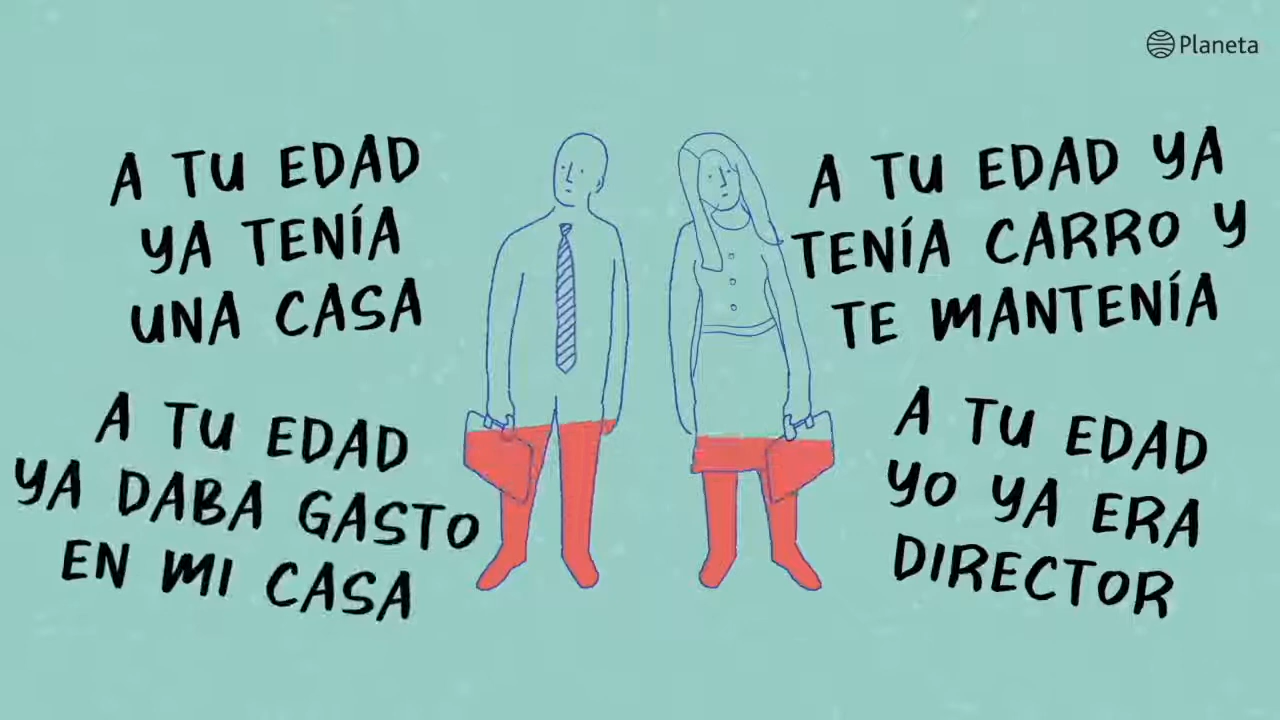 Planeta
A TU EDAD
YA TENÍA
UNA CASA
A TU EDAD YA
TENÍA CARRO Y
TE MANTENÍA
A TU EDAD
YA DABA GASTO
EN MI CASA
A TU EDAD
YO YA ERA
DIRECTOR